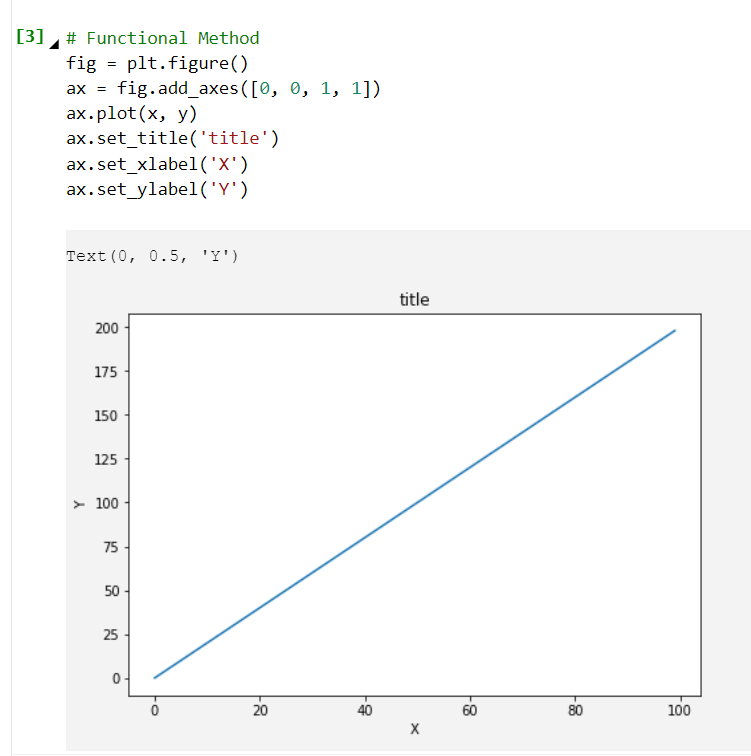 [3] # Functional Method
fig = plt.figure()
ax = fig.add_axes([0, 0, 1, 1])
ax.plot(x, y)
ax.set_title('title')
ax.set_xlabel('X')
ax.set_ylabel('Y')
Text(0, 0.5, 'Y')
title
200
175
150
125
Y
100
75
50
25
0
0 20 40 60 80 100
X